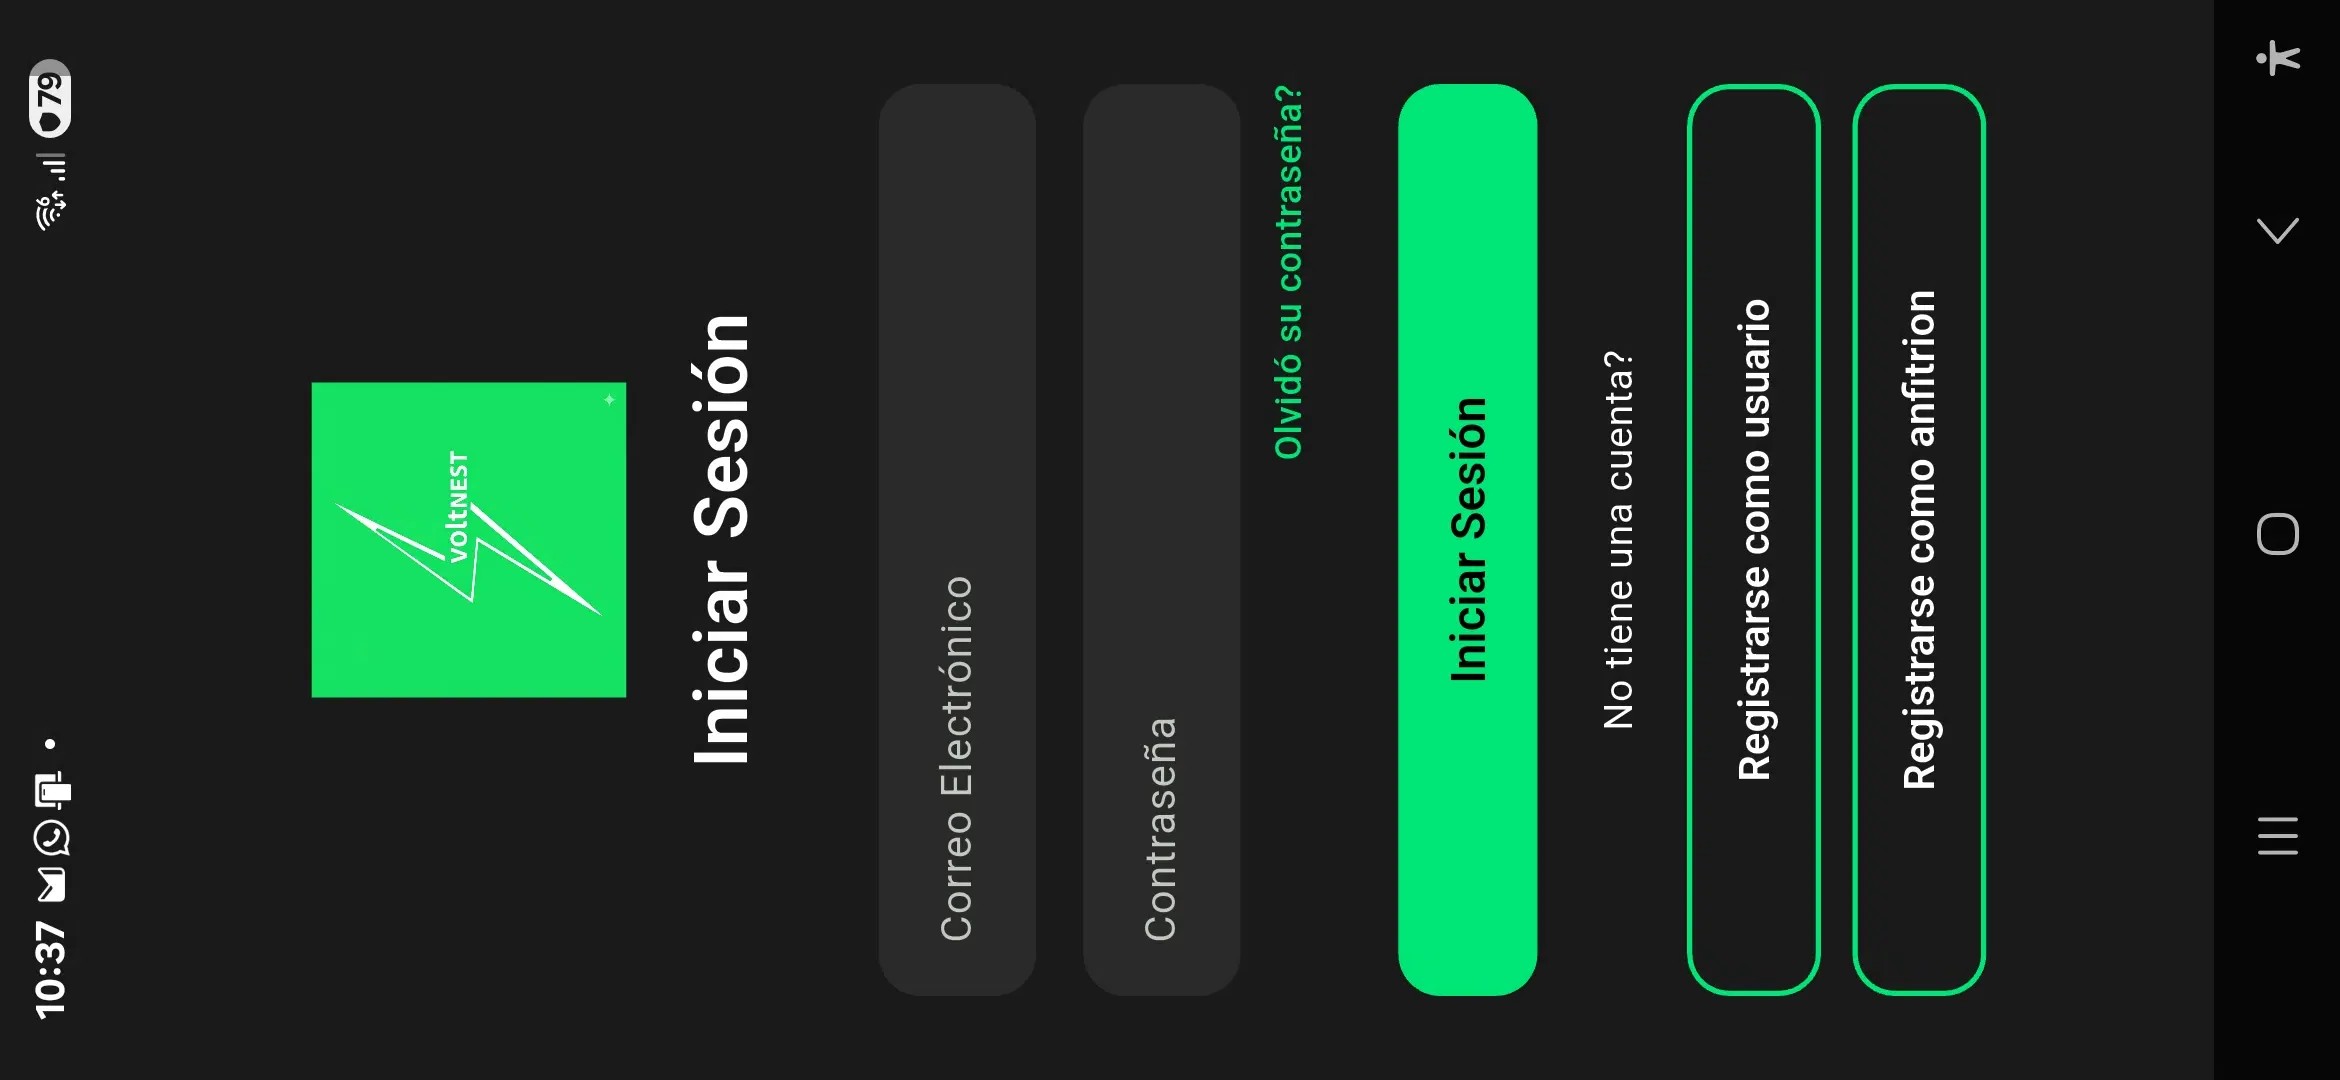 10:37
79
voltNEST
Iniciar Sesión
Correo Electrónico
Contraseña
Olvidó su contraseña?
Iniciar Sesión
No tiene una cuenta?
Registrarse como usuario
Registrarse como anfitrion